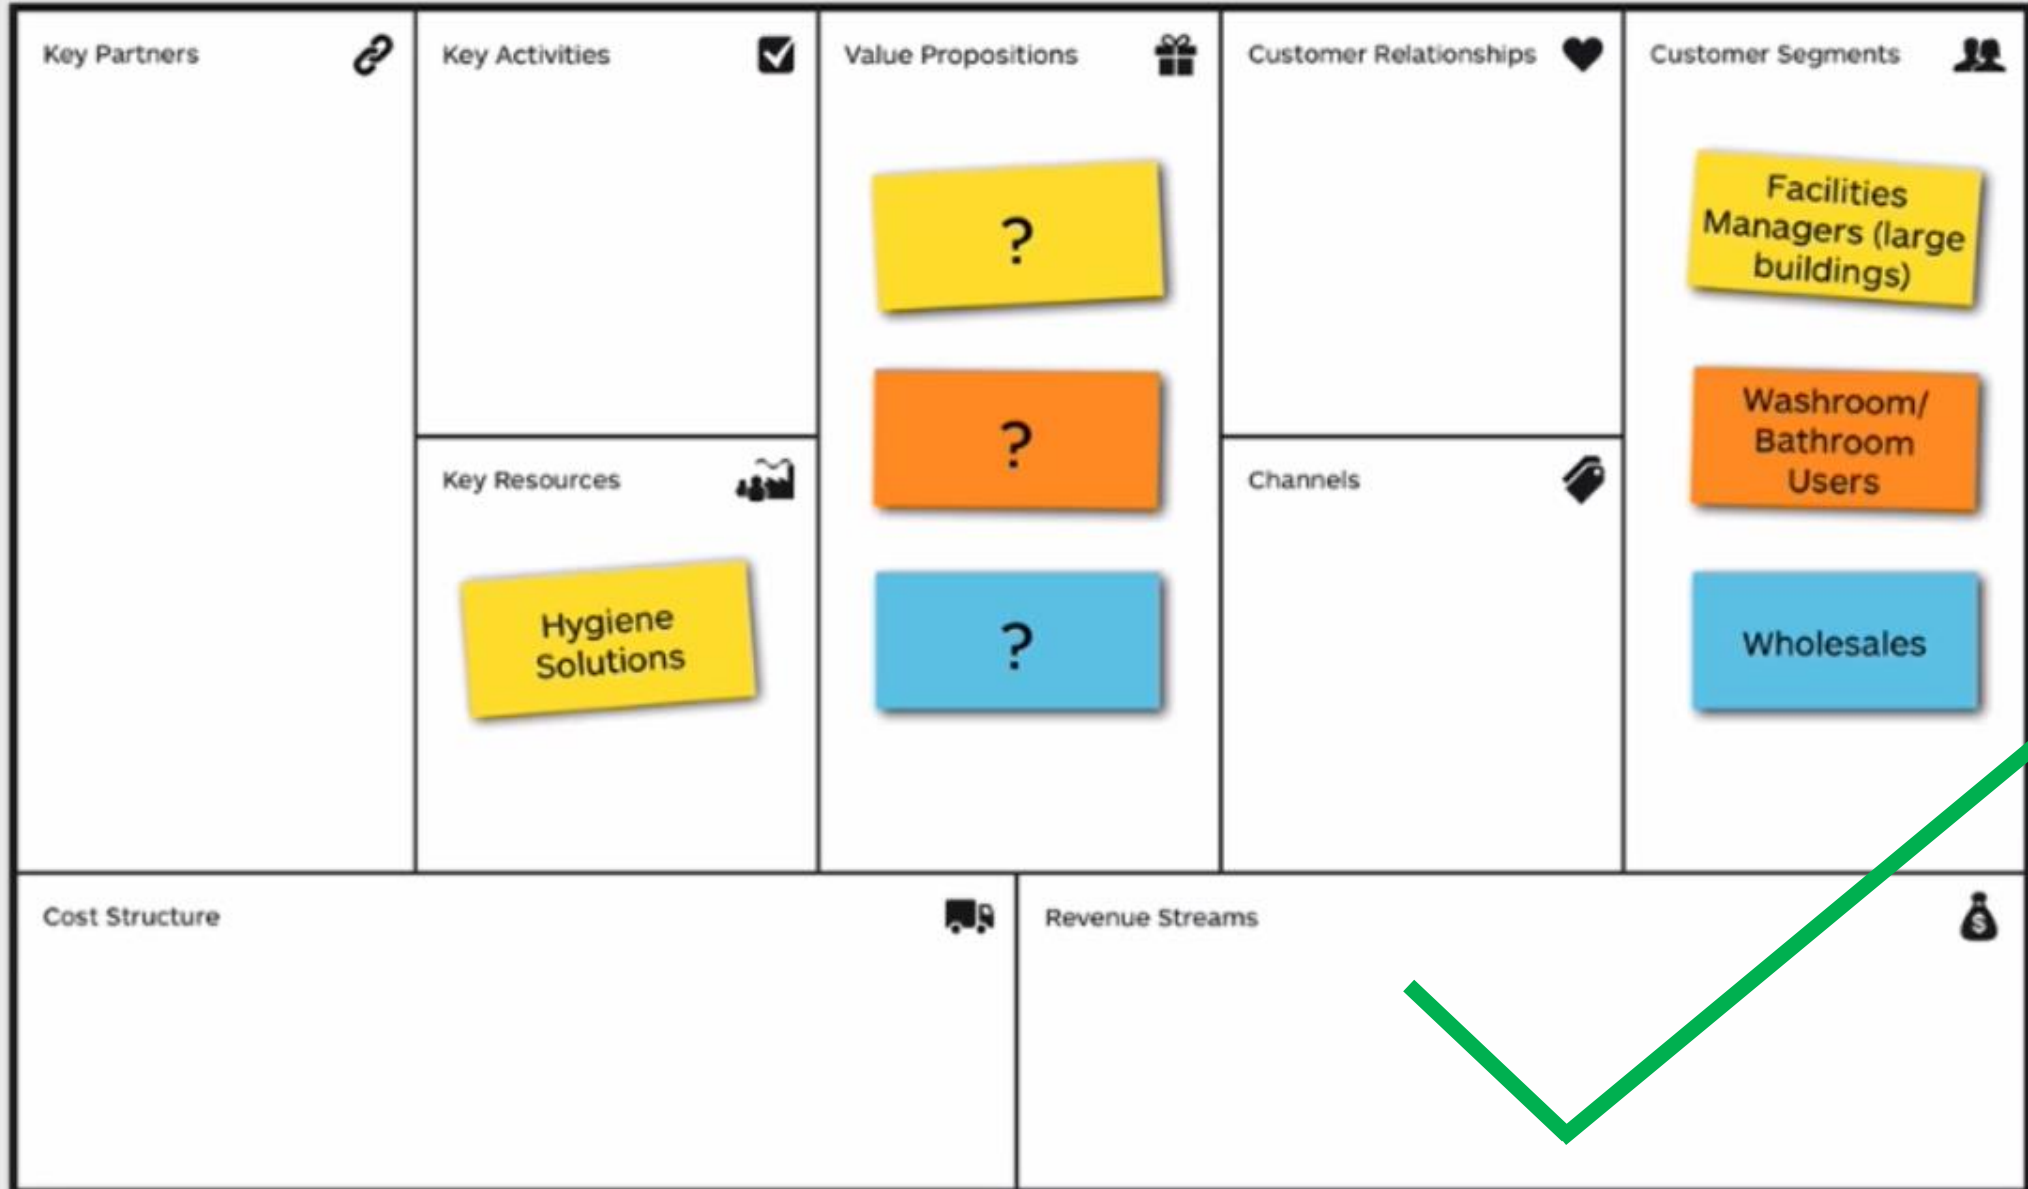 Key Partners
Key Activities
Value Propositions
Customer Relationships
Customer Segments
?
Facilities
Managers (large
buildings)
?
Washroom/
Bathroom
Users
Key Resources
Channels
Hygiene
Solutions
?
Wholesales
Cost Structure
Revenue Streams
$